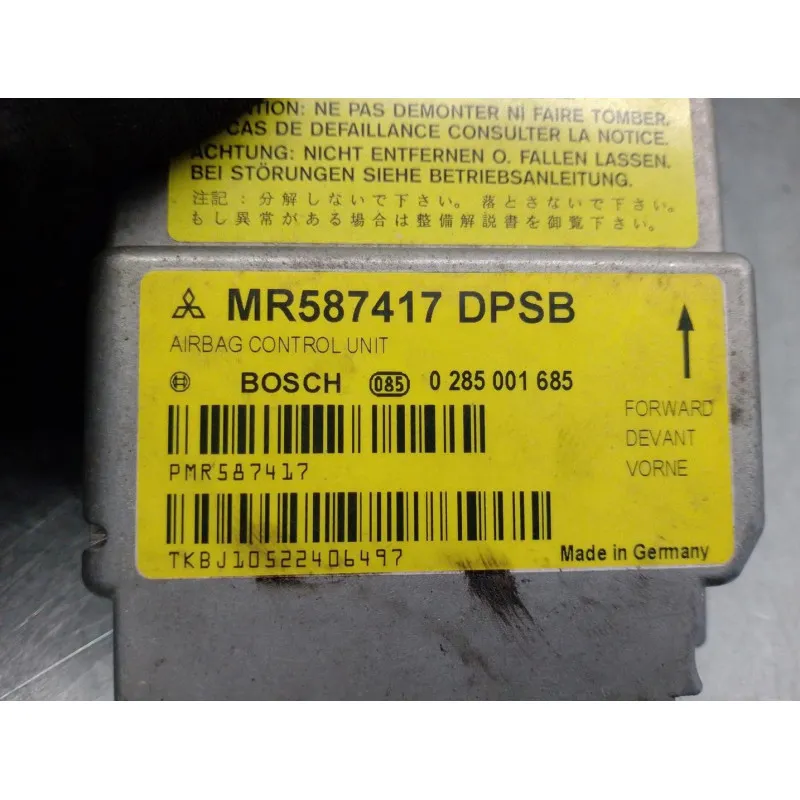 NE PAS DEMONTER NI FAIRE TOMBER.
CAS DE DEFAILLANCE CONSULTER LA NOTICE.
ACHTUNG: NICHT ENTFERNEN O. FALLEN LASSEN.
BEI STÖRUNGEN SIEHE BETRIEBSANLEITUNG.
注記：分解しないで下さい。落とさないで下さい。
もし異常がある場合は整備解説書を御覧下さい。
MR587417 DPSB
AIRBAG CONTROL UNIT
BOSCH 085 0 285 001 685
FORWARD
DEVANT
VORNE
PMR587417
TKBJ10522406497
Made in Germany